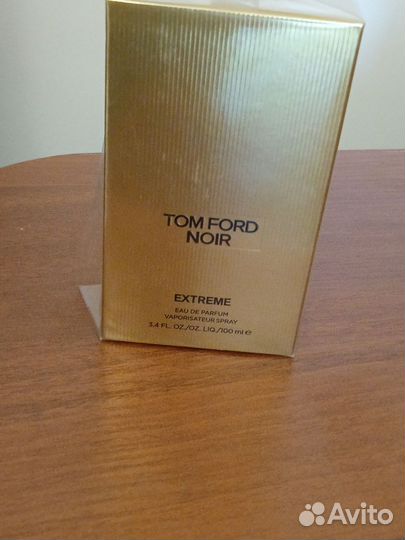 TOM FORD
NOIR
EXTREME
EAU DE PARFUM
VAPORISATEUR SPRAY
3.4 FL. OZ./OZ. LIQ./100 ml ℮
Avito